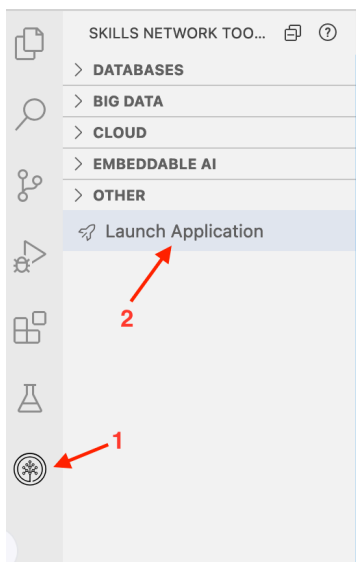 SKILLS NETWORK TOO...
DATABASES
BIG DATA
CLOUD
EMBEDDABLE AI
OTHER
Launch Application
2
1